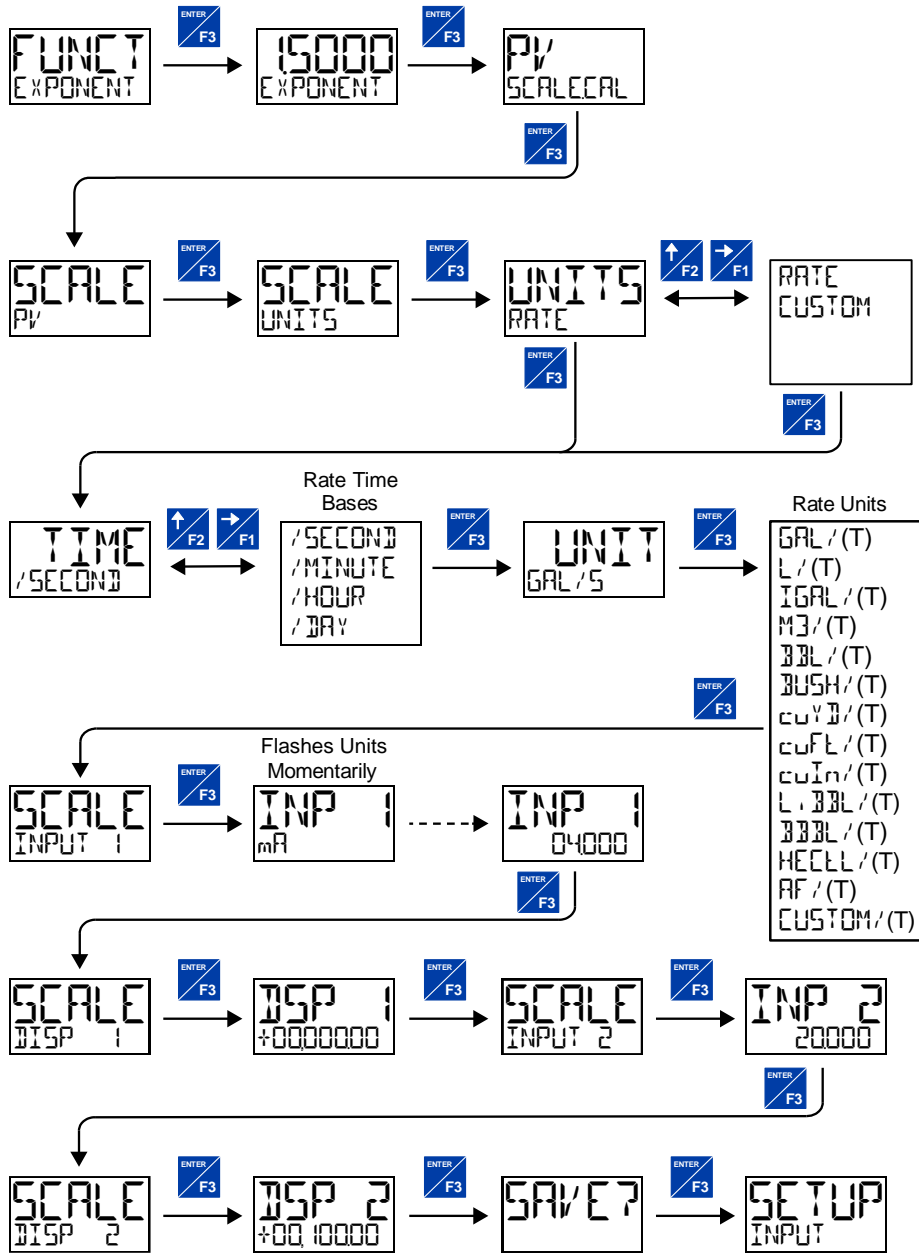 ENTER
F3
ENTER
F3
FUNCT
EXPONENT
1.5000
EXPONENT
PV
SCALE.CAL
ENTER
F3
ENTER
F3
ENTER
F3
F2
F1
SCALE
PV
SCALE
UNITS
UNITS
RATE
RATE
CUSTOM
ENTER
F3
ENTER
F3
Rate Time
Bases
Rate Units
TIME
/SECOND
F2
F1
/SECOND
/MINUTE
/HOUR
/DAY
ENTER
F3
UNIT
GAL/S
ENTER
F3
GAL/(T)
L/(T)
IGAL/(T)
M3/(T)
BBL/(T)
BUSH/(T)
cuYD/(T)
cuFt/(T)
cuIn/(T)
Li.BBL/(T)
BBBL/(T)
HECtL/(T)
AF/(T)
CUSTOM/(T)
ENTER
F3
Flashes Units
Momentarily
SCALE
INPUT 1
ENTER
F3
INP 1
mA
INP 1
04.000
ENTER
F3
SCALE
DISP 1
ENTER
F3
DSP 1
+00,000.00
ENTER
F3
SCALE
INPUT 2
ENTER
F3
INP 2
20.000
ENTER
F3
SCALE
DISP 2
ENTER
F3
DSP 2
+00,100.00
ENTER
F3
SAVE?
ENTER
F3
SETUP
INPUT